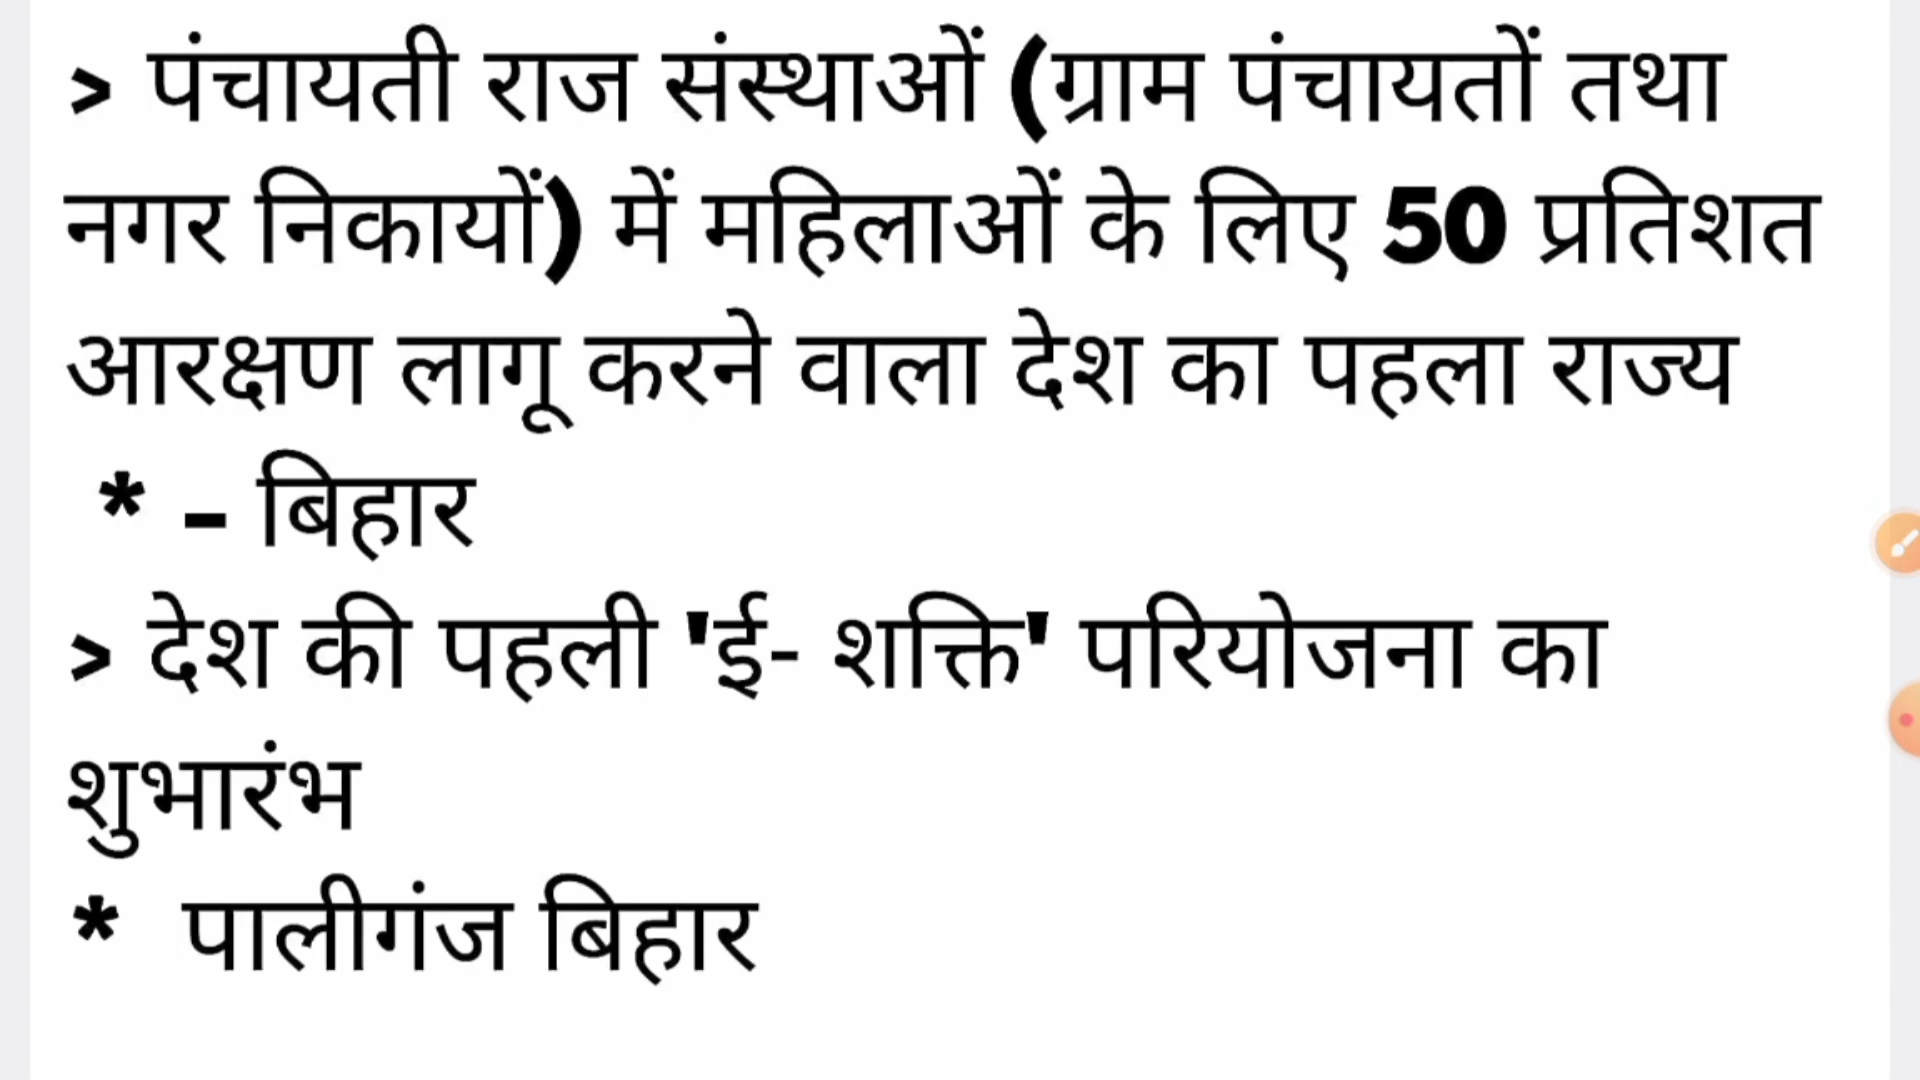 > पंचायती राज संस्थाओं (ग्राम पंचायतों तथा
नगर निकायों) में महिलाओं के लिए 50 प्रतिशत
आरक्षण लागू करने वाला देश का पहला राज्य
* – बिहार
> देश की पहली 'ई- शक्ति' परियोजना का
शुभारंभ
* पालीगंज बिहार